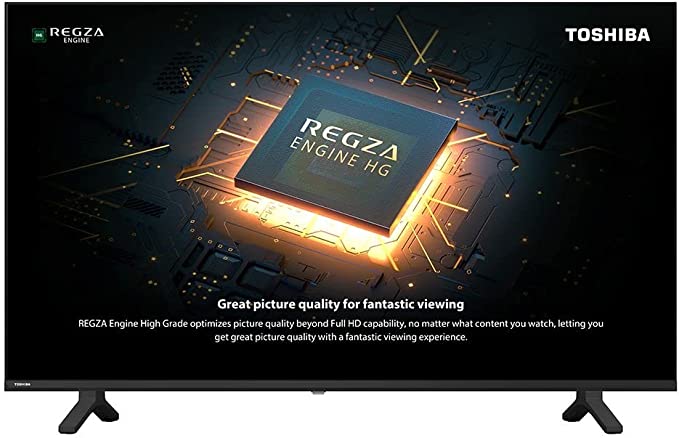 HG REGZA
ENGINE
TOSHIBA
REGZA
ENGINE HG
Great picture quality for fantastic viewing
REGZA Engine High Grade optimizes picture quality beyond Full HD capability, no matter what content you watch, letting you
get great picture quality with a fantastic viewing experience.
TOSHIBA